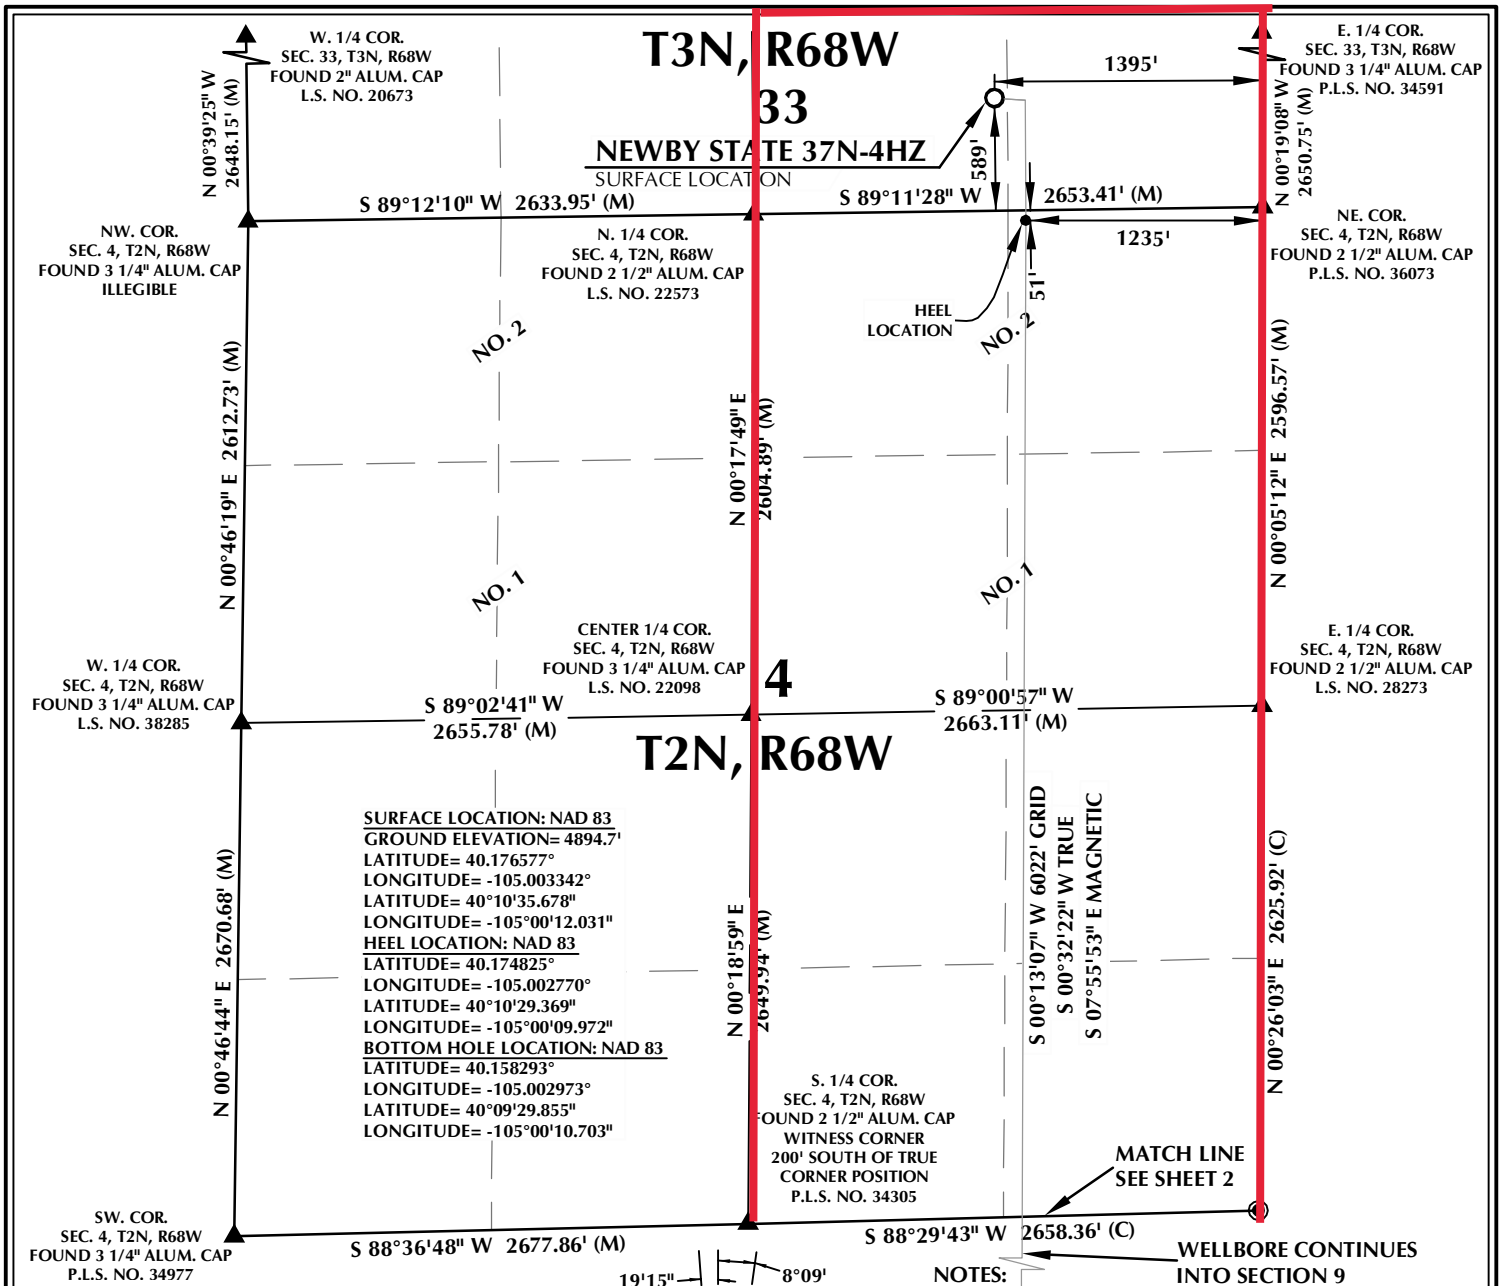 W. 1/4 COR.
SEC. 33, T3N, R68W
FOUND 2" ALUM. CAP
L.S. NO. 20673
T3N, R68W
33
E. 1/4 COR.
SEC. 33, T3N, R68W
FOUND 3 1/4" ALUM. CAP
P.L.S. NO. 34591
1395'
N 00°39'25" W
2648.15' (M)
N 00°19'08" W
2650.75' (M)
NEWBY STATE 37N-4HZ
SURFACE LOCATION
589'
S 89°12'10" W 2633.95' (M)
S 89°11'28" W 2653.41' (M)
NW. COR.
SEC. 4, T2N, R68W
FOUND 3 1/4" ALUM. CAP
ILLEGIBLE
N. 1/4 COR.
SEC. 4, T2N, R68W
FOUND 2 1/2" ALUM. CAP
L.S. NO. 22573
1235'
51'
NE. COR.
SEC. 4, T2N, R68W
FOUND 2 1/2" ALUM. CAP
P.L.S. NO. 36073
HEEL
LOCATION
NO. 2
NO. 2
N 00°46'19" E 2612.73' (M)
N 00°17'49" E
2604.89' (M)
N 00°05'12" E 2596.57' (M)
NO. 1
NO. 1
W. 1/4 COR.
SEC. 4, T2N, R68W
FOUND 3 1/4" ALUM. CAP
L.S. NO. 38285
CENTER 1/4 COR.
SEC. 4, T2N, R68W
FOUND 3 1/4" ALUM. CAP
L.S. NO. 22098
4
E. 1/4 COR.
SEC. 4, T2N, R68W
FOUND 2 1/2" ALUM. CAP
L.S. NO. 28273
S 89°02'41" W
2655.78' (M)
S 89°00'57" W
2663.11' (M)
T2N, R68W
SURFACE LOCATION: NAD 83
GROUND ELEVATION= 4894.7'
LATITUDE= 40.176577°
LONGITUDE= -105.003342°
LATITUDE= 40°10'35.678"
LONGITUDE= -105°00'12.031"
HEEL LOCATION: NAD 83
LATITUDE= 40.174825°
LONGITUDE= -105.002770°
LATITUDE= 40°10'29.369"
LONGITUDE= -105°00'09.972"
BOTTOM HOLE LOCATION: NAD 83
LATITUDE= 40.158293°
LONGITUDE= -105.002973°
LATITUDE= 40°09'29.855"
LONGITUDE= -105°00'10.703"
N 00°46'44" E 2670.68' (M)
N 00°18'59" E
2649.94' (M)
S 00°13'07" W 6022' GRID
S 00°32'22" W TRUE
S 07°55'53" E MAGNETIC
N 00°26'03" E 2625.92' (C)
S. 1/4 COR.
SEC. 4, T2N, R68W
FOUND 2 1/2" ALUM. CAP
WITNESS CORNER
200' SOUTH OF TRUE
CORNER POSITION
P.L.S. NO. 34305
MATCH LINE
SEE SHEET 2
SW. COR.
SEC. 4, T2N, R68W
FOUND 3 1/4" ALUM. CAP
P.L.S. NO. 34977
S 88°36'48" W 2677.86' (M)
S 88°29'43" W 2658.36' (C)
WELLBORE CONTINUES
INTO SECTION 9
19'15"
8°09'
NOTES: